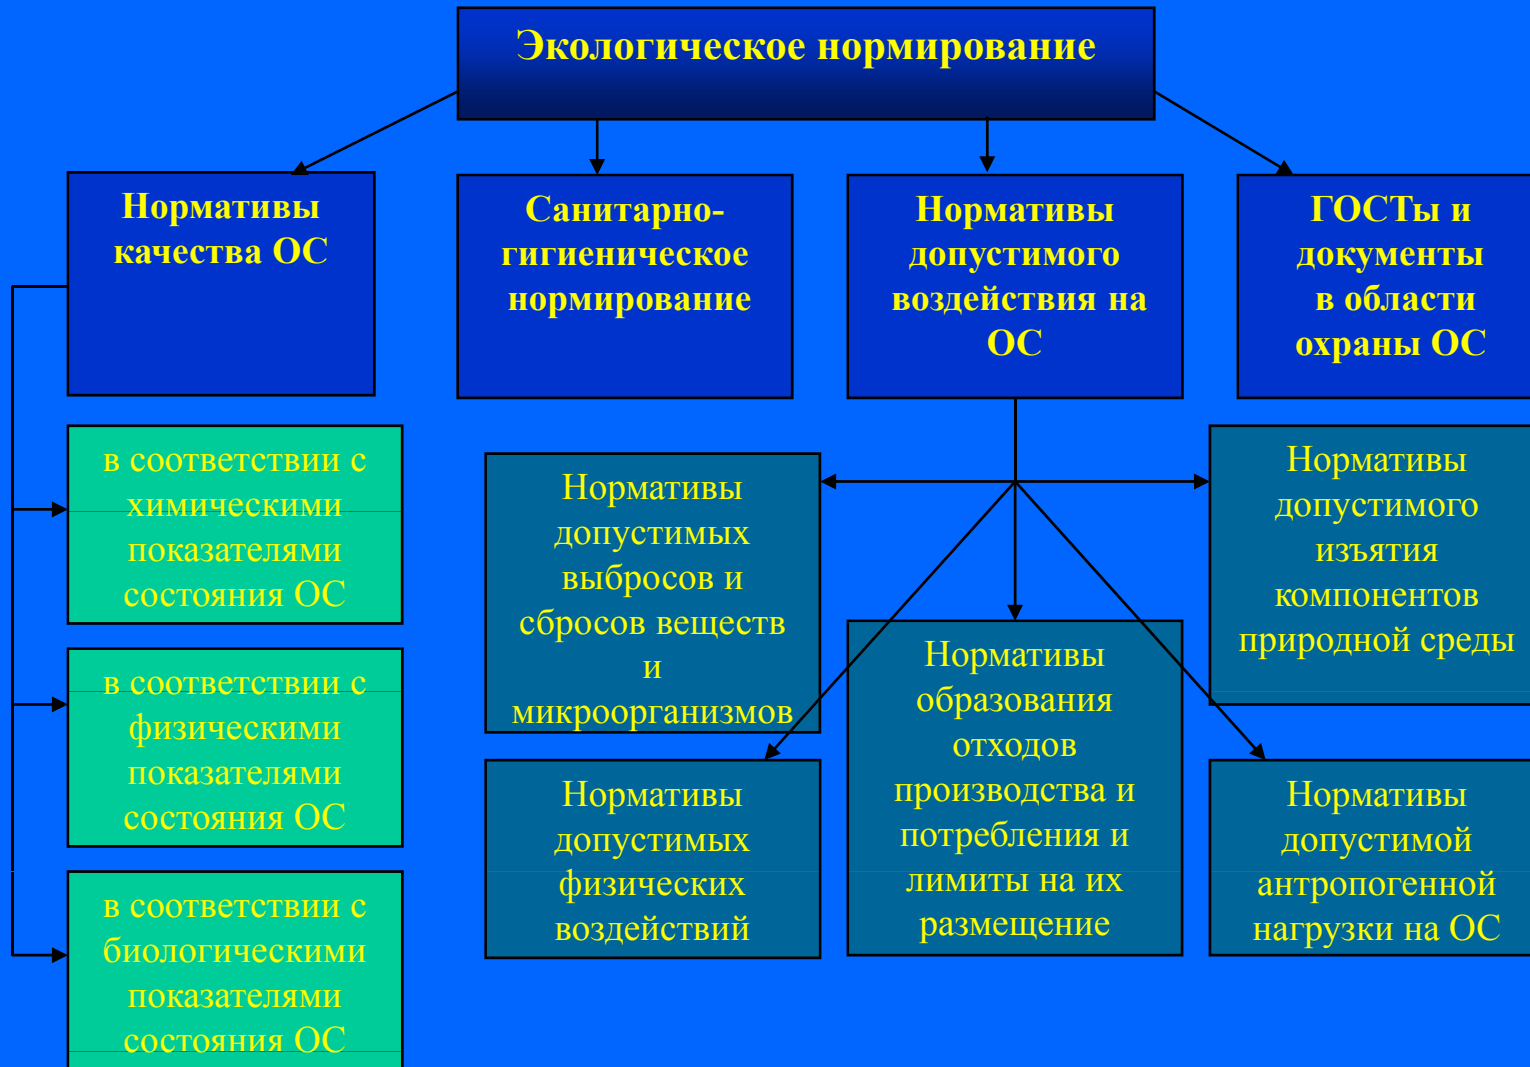 Экологическое нормирование
Нормативы
качества ОС
Санитарно-
гигиеническое
нормирование
Нормативы
допустимого
воздействия на
ОС
ГОСТы и
документы
в области
охраны ОС
в соответствии с
химическими
показателями
состояния ОС
в соответствии с
физическими
показателями
состояния ОС
в соответствии с
биологическими
показателями
состояния ОС
Нормативы
допустимых
выбросов и
сбросов веществ
и
микроорганизмов
Нормативы
допустимых
физических
воздействий
Нормативы
образования
отходов
производства и
потребления и
лимиты на их
размещение
Нормативы
допустимого
изъятия
компонентов
природной среды
Нормативы
допустимой
антропогенной
нагрузки на ОС